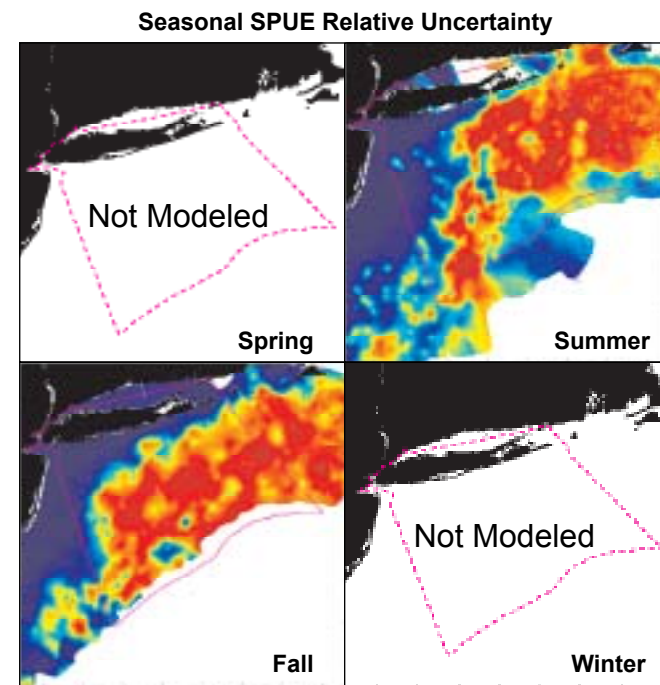 Seasonal SPUE Relative Uncertainty
Not Modeled
Spring
Summer
Fall
Not Modeled
Winter